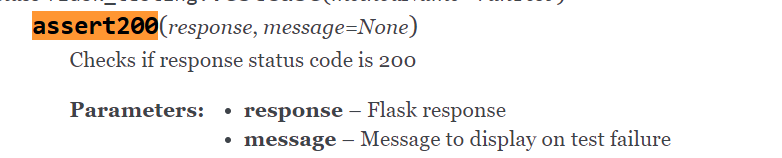 assert200(response, message=None)
Checks if response status code is 200
Parameters: • response – Flask response
• message – Message to display on test failure